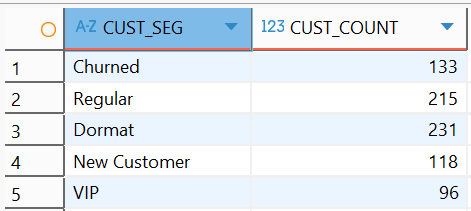 A-Z CUST_SEG 123 CUST_COUNT
1 Churned 133
2 Regular 215
3 Dormat 231
4 New Customer 118
5 VIP 96